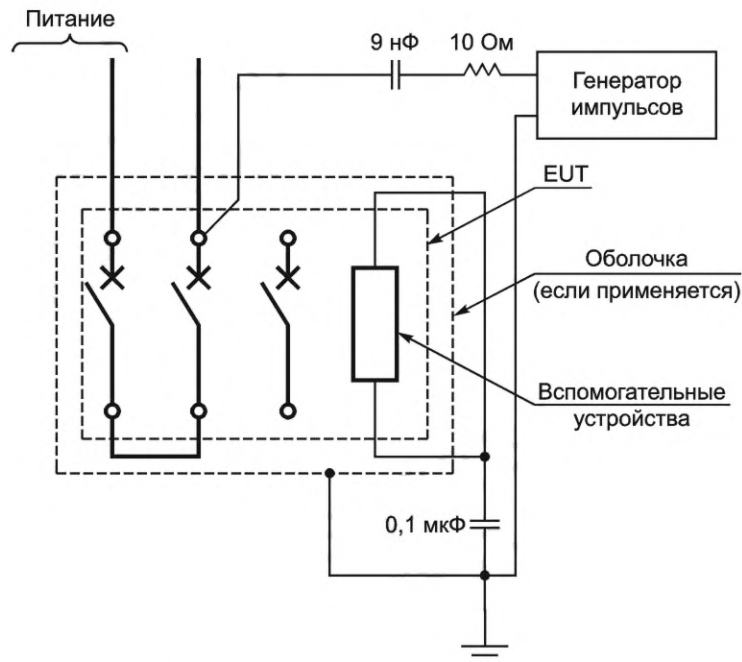 Питание
9 нФ
10 Ом
Генератор
импульсов
EUT
Оболочка
(если применяется)
Вспомогательные
устройства
0,1 мкФ